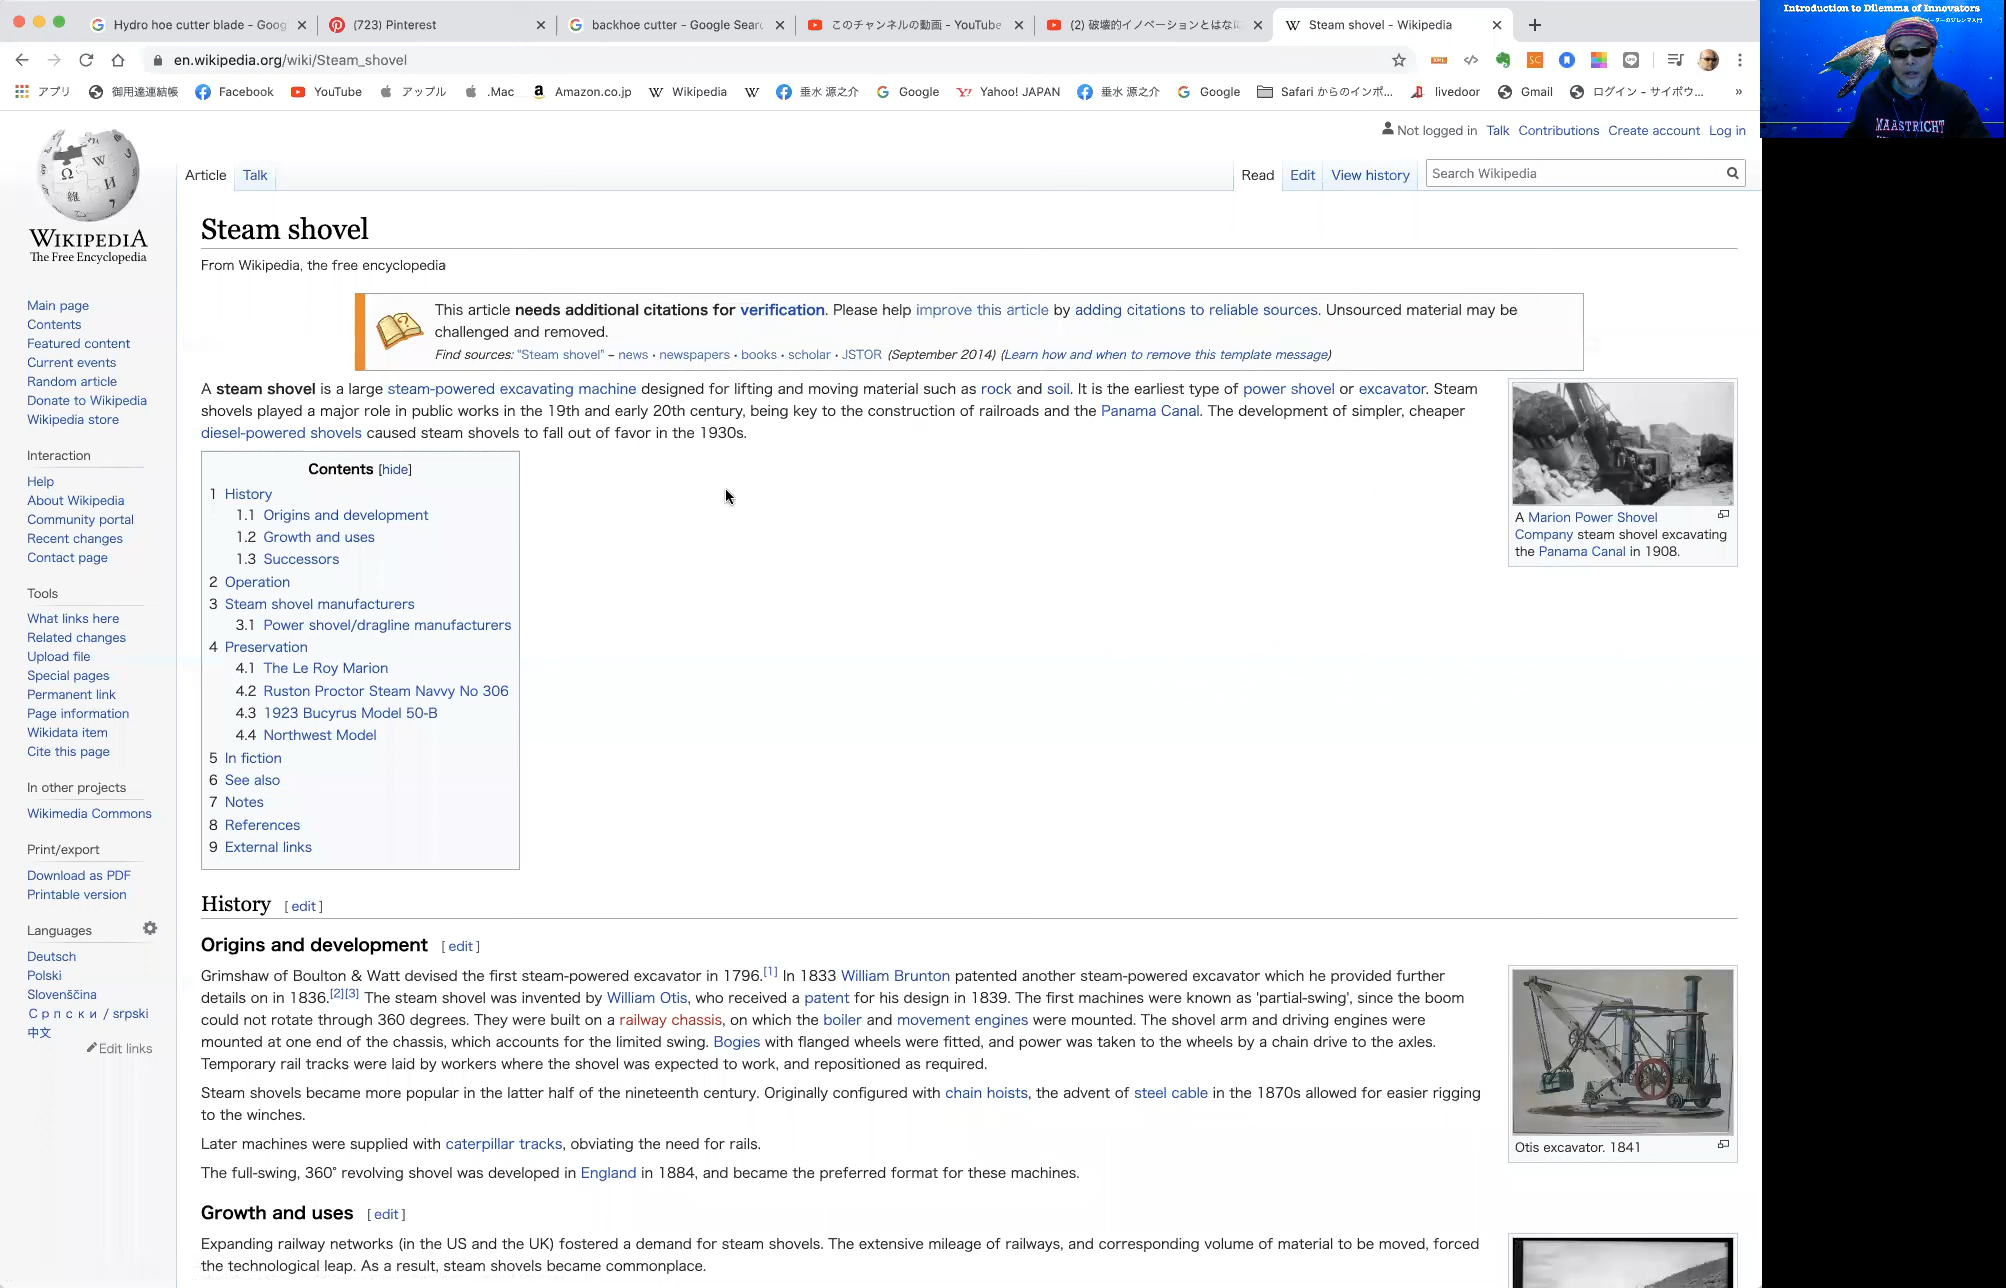 Hydro hoe cutter blade - Goog
(723) Pinterest
backhoe cutter - Google Searc
このチャンネルの動画 - YouTube
(2) 破壊的イノベーションとはなに
Steam shovel - Wikipedia
en.wikipedia.org/wiki/Steam_shovel
アプリ 御用達連結帳 Facebook YouTube アップル .Mac Amazon.co.jp Wikipedia 垂水 源之介 Google Yahoo! JAPAN 垂水 源之介 Google Safari からのインポ... livedoor Gmail ログイン - サイボウ... »
Introduction to Dilemma of Innovators
MAASTRICHT
Not logged in Talk Contributions Create account Log in
WIKIPEDIA
The Free Encyclopedia
Article Talk Read Edit View history Search Wikipedia
Main page
Contents
Featured content
Current events
Random article
Donate to Wikipedia
Wikipedia store
Interaction
Help
About Wikipedia
Community portal
Recent changes
Contact page
Tools
What links here
Related changes
Upload file
Special pages
Permanent link
Page information
Wikidata item
Cite this page
In other projects
Wikimedia Commons
Print/export
Download as PDF
Printable version
Languages
Deutsch
Polski
Slovenščina
Српски / srpski
中文
Edit links
Steam shovel
From Wikipedia, the free encyclopedia
This article needs additional citations for verification. Please help improve this article by adding citations to reliable sources. Unsourced material may be
challenged and removed.
Find sources: "Steam shovel" – news · newspapers · books · scholar · JSTOR (September 2014) (Learn how and when to remove this template message)
A steam shovel is a large steam-powered excavating machine designed for lifting and moving material such as rock and soil. It is the earliest type of power shovel or excavator. Steam
shovels played a major role in public works in the 19th and early 20th century, being key to the construction of railroads and the Panama Canal. The development of simpler, cheaper
diesel-powered shovels caused steam shovels to fall out of favor in the 1930s.
A Marion Power Shovel
Company steam shovel excavating
the Panama Canal in 1908.
Contents [hide]
1 History
1.1 Origins and development
1.2 Growth and uses
1.3 Successors
2 Operation
3 Steam shovel manufacturers
3.1 Power shovel/dragline manufacturers
4 Preservation
4.1 The Le Roy Marion
4.2 Ruston Proctor Steam Navvy No 306
4.3 1923 Bucyrus Model 50-B
4.4 Northwest Model
5 In fiction
6 See also
7 Notes
8 References
9 External links
History [ edit ]
Origins and development [ edit ]
Grimshaw of Boulton & Watt devised the first steam-powered excavator in 1796.[1] In 1833 William Brunton patented another steam-powered excavator which he provided further
details on in 1836.[2][3] The steam shovel was invented by William Otis, who received a patent for his design in 1839. The first machines were known as 'partial-swing', since the boom
could not rotate through 360 degrees. They were built on a railway chassis, on which the boiler and movement engines were mounted. The shovel arm and driving engines were
mounted at one end of the chassis, which accounts for the limited swing. Bogies with flanged wheels were fitted, and power was taken to the wheels by a chain drive to the axles.
Temporary rail tracks were laid by workers where the shovel was expected to work, and repositioned as required.
Steam shovels became more popular in the latter half of the nineteenth century. Originally configured with chain hoists, the advent of steel cable in the 1870s allowed for easier rigging
to the winches.
Later machines were supplied with caterpillar tracks, obviating the need for rails.
The full-swing, 360° revolving shovel was developed in England in 1884, and became the preferred format for these machines.
Otis excavator. 1841
Growth and uses [ edit ]
Expanding railway networks (in the US and the UK) fostered a demand for steam shovels. The extensive mileage of railways, and corresponding volume of material to be moved, forced
the technological leap. As a result, steam shovels became commonplace.